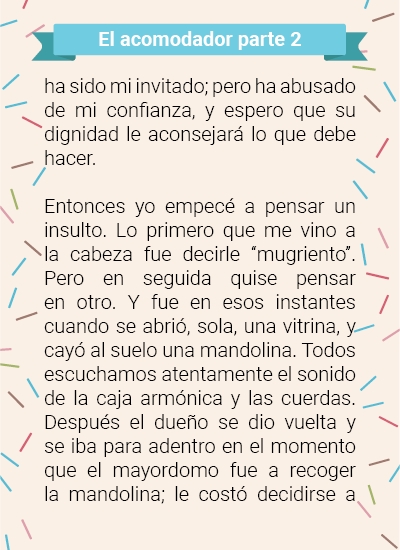 El acomodador parte 2
ha sido mi invitado; pero ha abusado
de mi confianza, y espero que su
dignidad le aconsejará lo que debe
hacer.
Entonces yo empecé a pensar un
insulto. Lo primero que me vino a
la cabeza fue decirle “mugriento”.
Pero en seguida quise pensar
en otro. Y fue en esos instantes
cuando se abrió, sola, una vitrina, y
cayó al suelo una mandolina. Todos
escuchamos atentamente el sonido
de la caja armónica y las cuerdas.
Después el dueño se dio vuelta y
se iba para adentro en el momento
que el mayordomo fue a recoger
la mandolina; le costó decidirse a